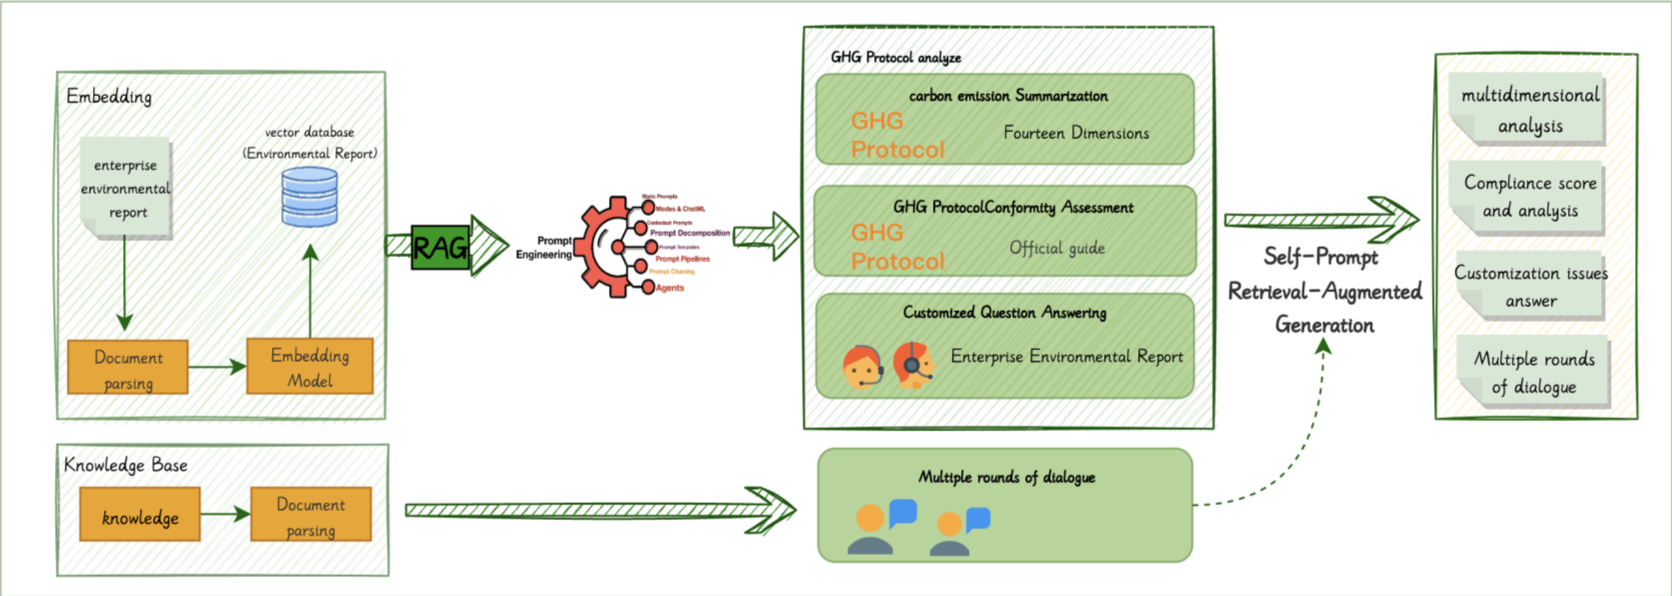 Embedding
enterprise
environmental
report
vector database
(Environmental Report)
Document
parsing
Embedding
Model
RAG
Prompt
Engineering
Static Prompts
Modes & ChatML
Contextual Prompts
Prompt Decomposition
Prompt Templates
Prompt Pipelines
Prompt Chaining
Agents
GHG Protocol analyze
carbon emission Summarization
GHG
Protocol
Fourteen Dimensions
GHG ProtocolConformity Assessment
GHG
Protocol
Official guide
Customized Question Answering
Enterprise Environmental Report
Self-Prompt
Retrieval-Augmented
Generation
multidimensional
analysis
Compliance score
and analysis
Customization issues
answer
Multiple rounds
of dialogue
Knowledge Base
knowledge
Document
parsing
Multiple rounds of dialogue